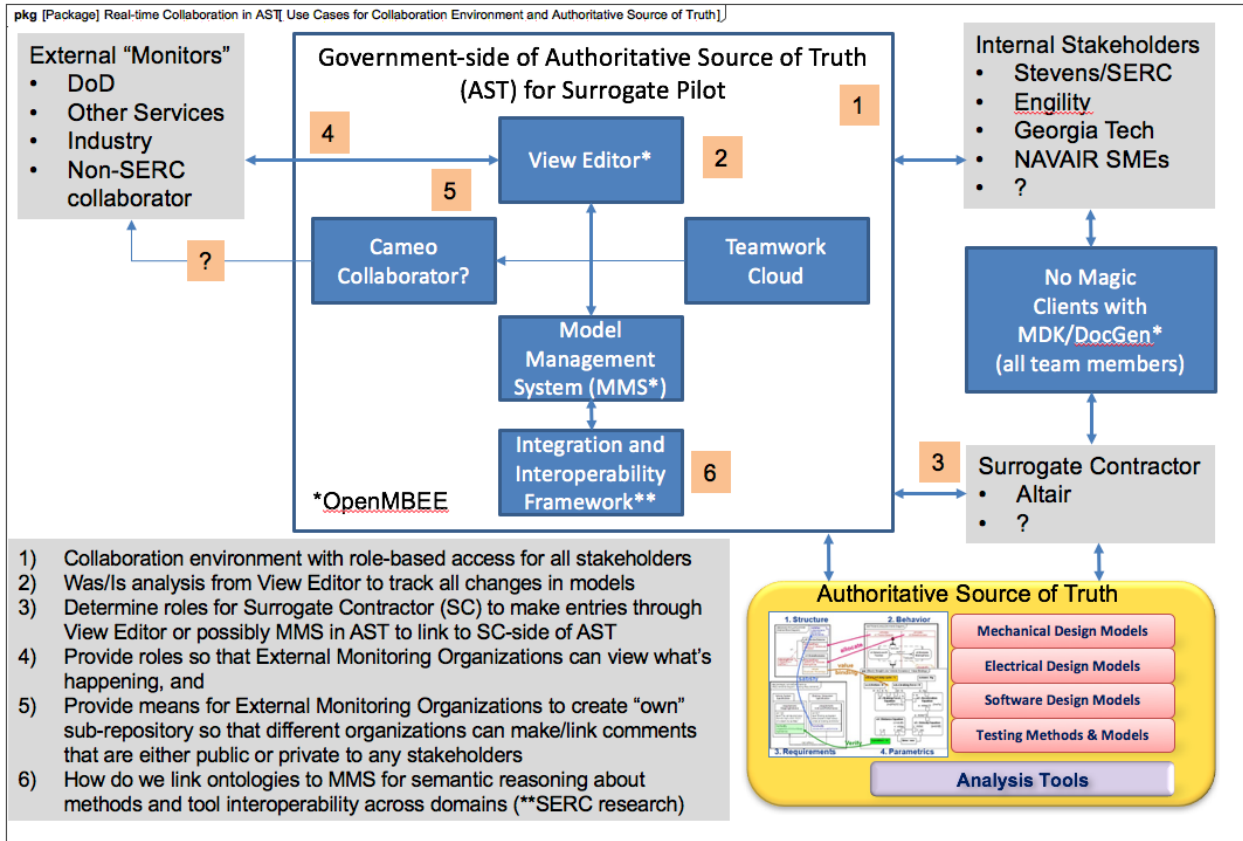 pkg [Package] Real-time Collaboration in AST[ Use Cases for Collaboration Environment and Authoritative Source of Truth]
External “Monitors”
• DoD
• Other Services
• Industry
• Non-SERC
collaborator
Government-side of Authoritative Source of Truth
(AST) for Surrogate Pilot
1
4
View Editor*
2
5
Cameo
Collaborator?
Teamwork
Cloud
?
Model
Management
System (MMS*)
Integration and
Interoperability
Framework**
6
*OpenMBEE
Internal Stakeholders
• Stevens/SERC
• Engility
• Georgia Tech
• NAVAIR SMEs
• ?
No Magic
Clients with
MDK/DocGen*
(all team members)
3
Surrogate Contractor
• Altair
• ?
1) Collaboration environment with role-based access for all stakeholders
2) Was/Is analysis from View Editor to track all changes in models
3) Determine roles for Surrogate Contractor (SC) to make entries through
View Editor or possibly MMS in AST to link to SC-side of AST
4) Provide roles so that External Monitoring Organizations can view what’s
happening, and
5) Provide means for External Monitoring Organizations to create “own”
sub-repository so that different organizations can make/link comments
that are either public or private to any stakeholders
6) How do we link ontologies to MMS for semantic reasoning about
methods and tool interoperability across domains (**SERC research)
Authoritative Source of Truth
1. Structure
2. Behavior
allocate
value
binding
satisfy
Verify
3. Requirements
4. Parametrics
Mechanical Design Models
Electrical Design Models
Software Design Models
Testing Methods & Models
Analysis Tools